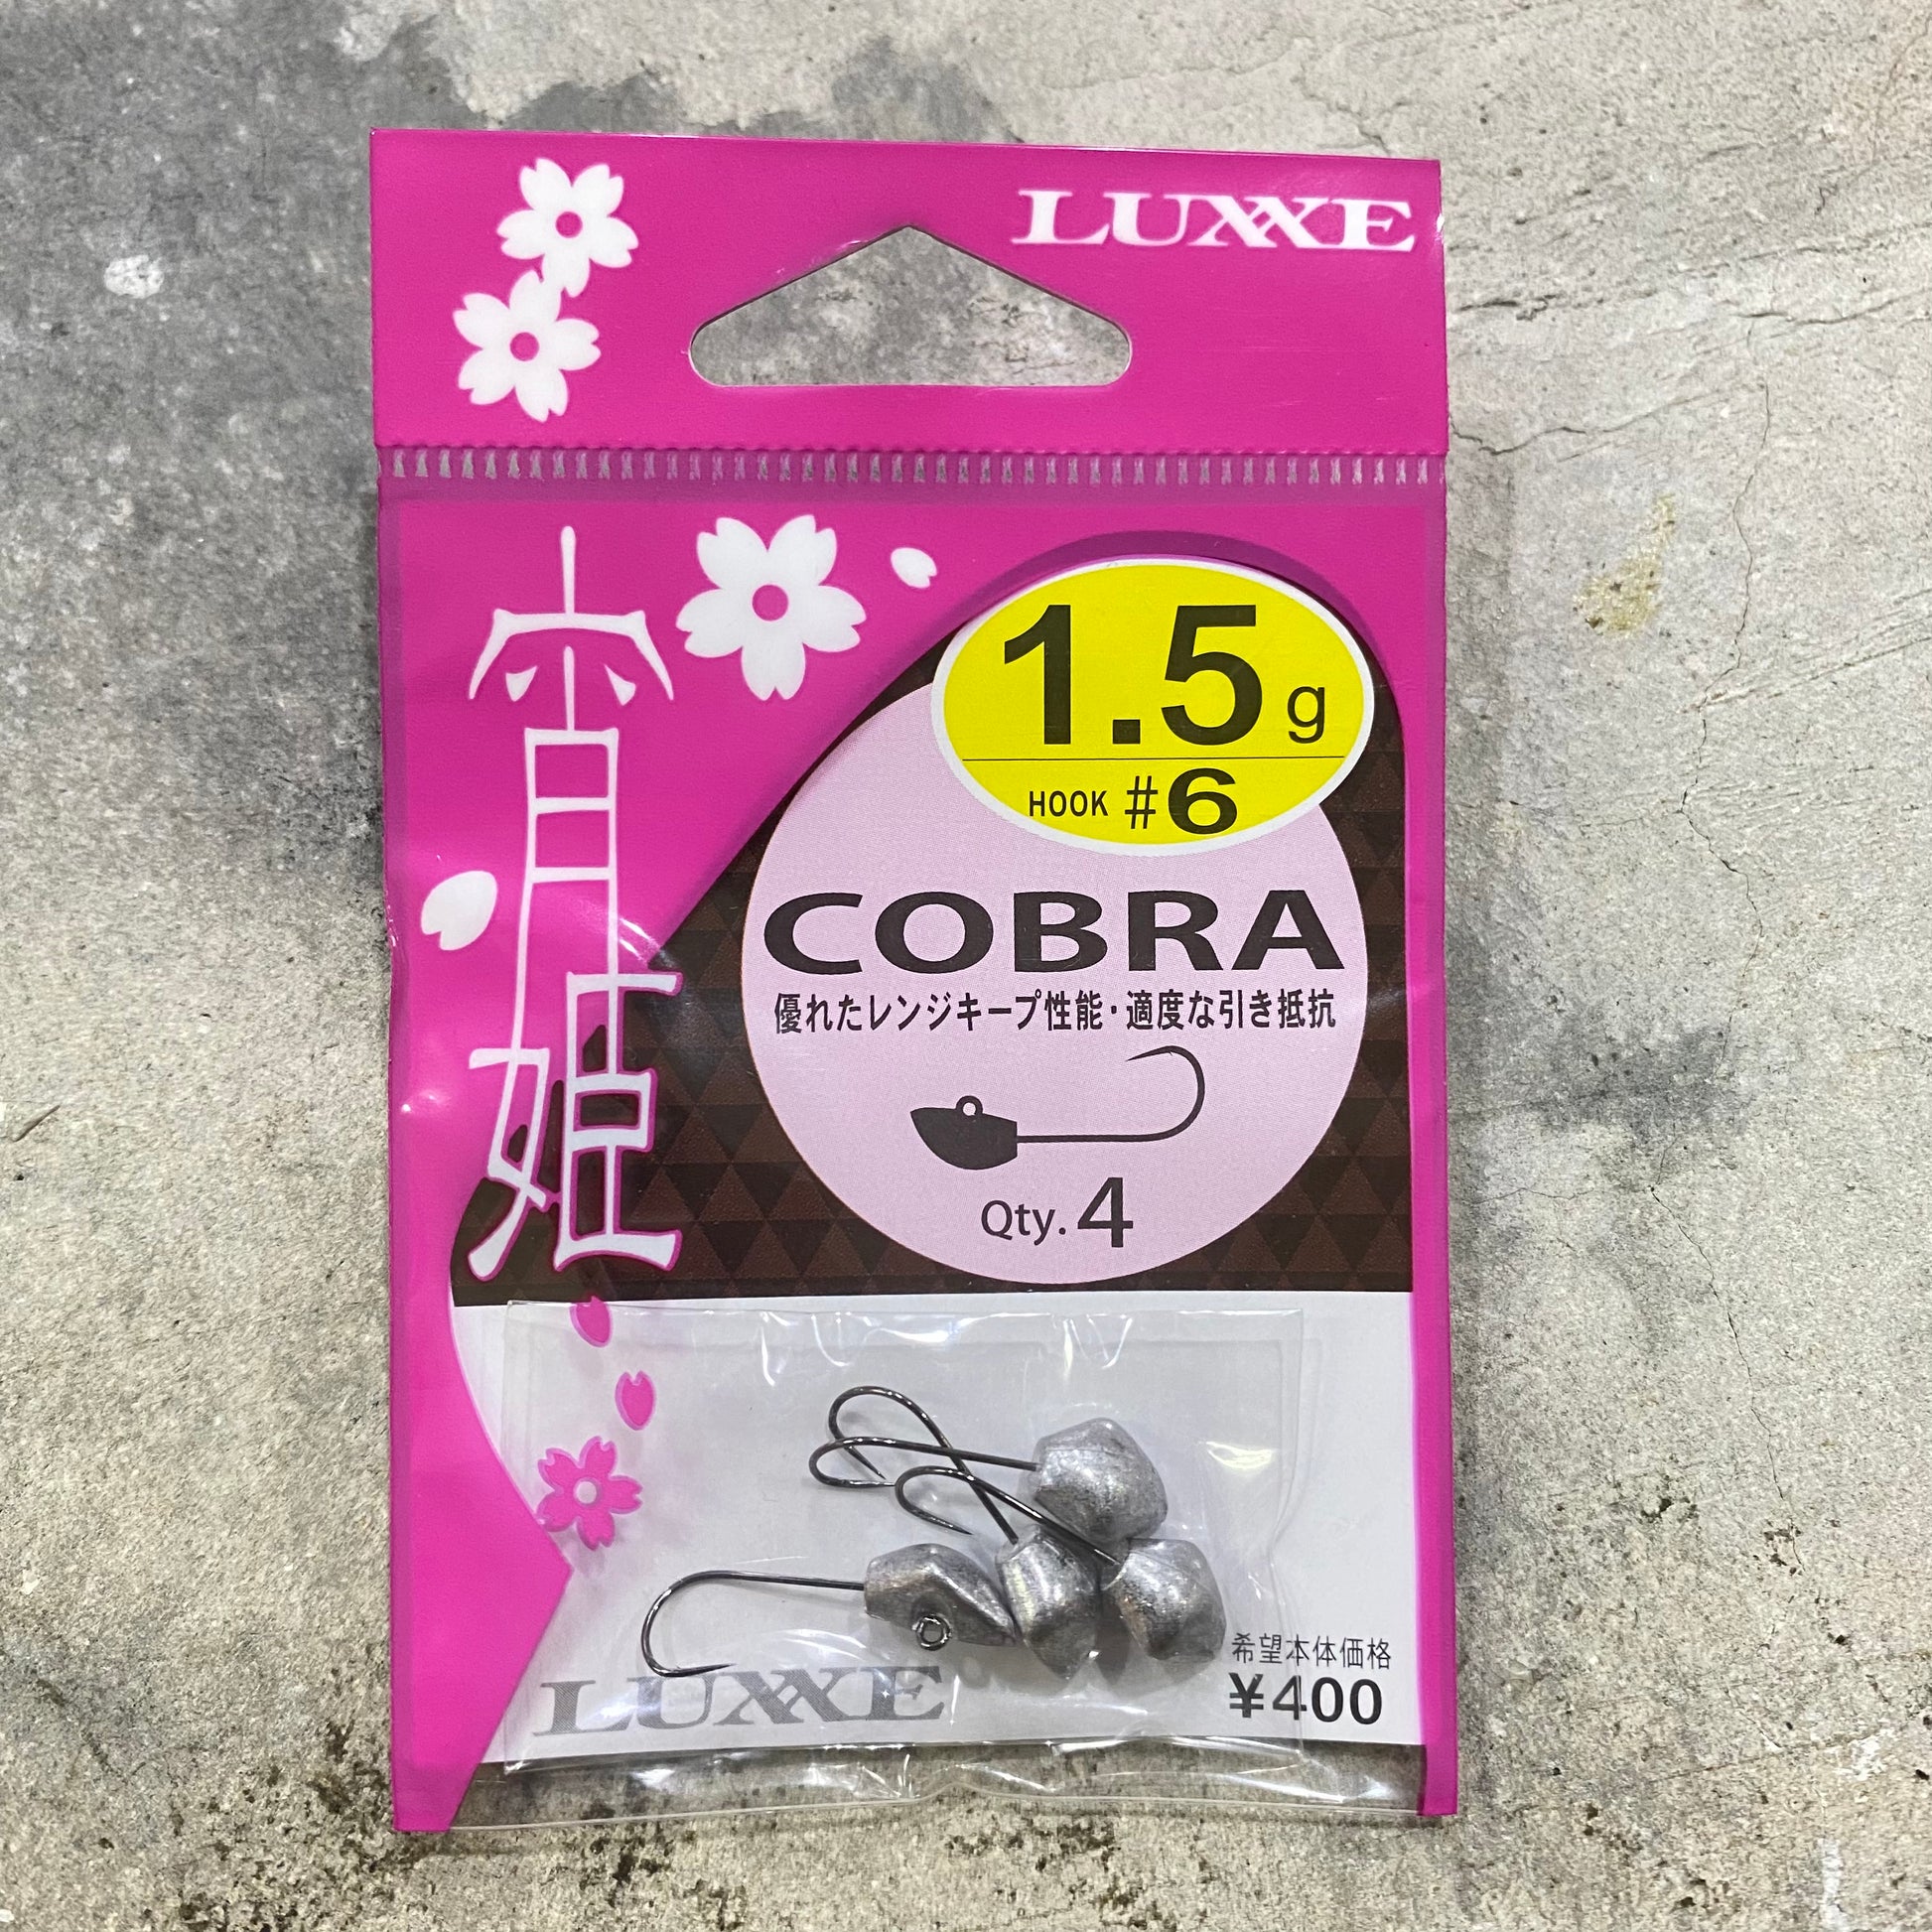 LUXXE
宵姫
1.5g
HOOK #6
COBRA
優れたレンジキープ性能・適度な引き抵抗
Qty. 4
LUXXE
希望本体価格
¥400